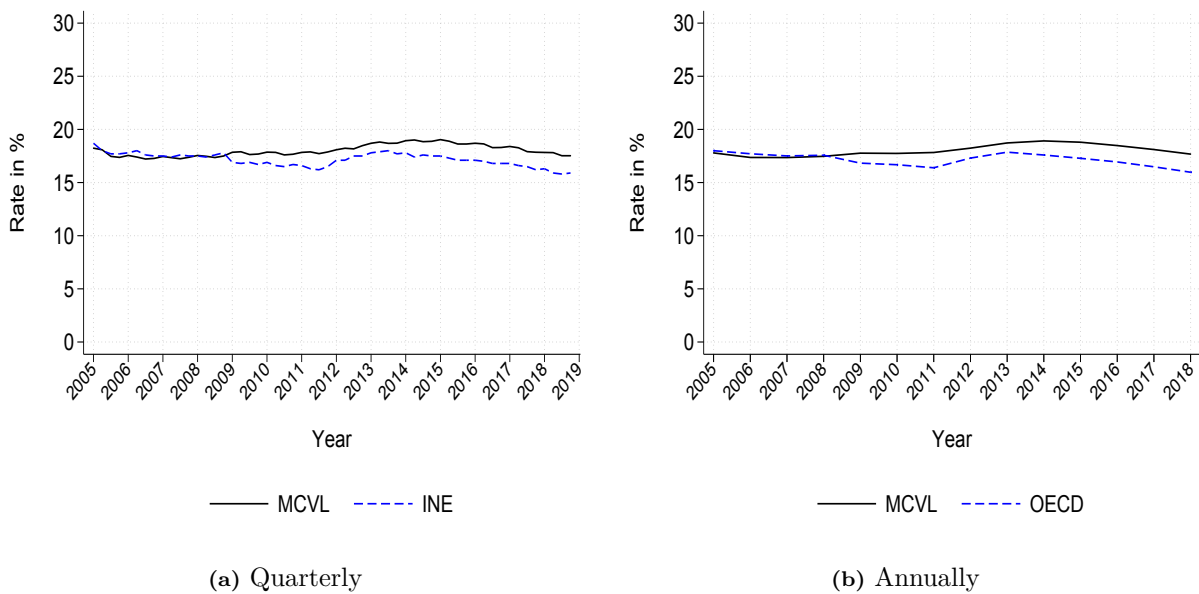 30
25
20
15
10
5
0
Rate in %
2005 2006 2007 2008 2009 2010 2011 2012 2013 2014 2015 2016 2017 2018 2019
Year
MCVL INE
(a) Quarterly
30
25
20
15
10
5
0
Rate in %
2005 2006 2007 2008 2009 2010 2011 2012 2013 2014 2015 2016 2017 2018
Year
MCVL OECD
(b) Annually